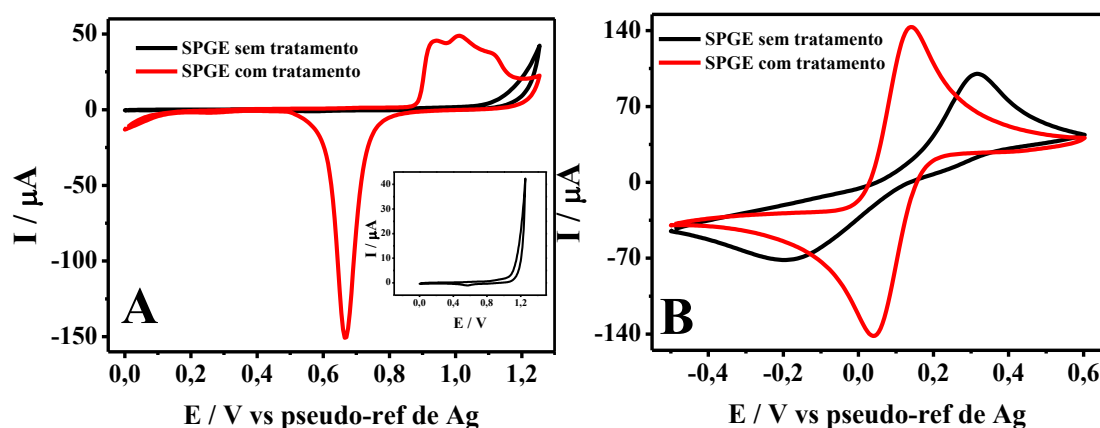 50
0
-50
-100
-150
I / µA
SPGE sem tratamento
SPGE com tratamento
A
40
30
20
10
0
I / µA
0,0 0,4 0,8 1,2
E / V
0,0 0,2 0,4 0,6 0,8 1,0 1,2
E / V vs pseudo-ref de Ag
140
70
0
-70
-140
I / µA
SPGE sem tratamento
SPGE com tratamento
B
-0,4 -0,2 0,0 0,2 0,4 0,6
E / V vs pseudo-ref de Ag